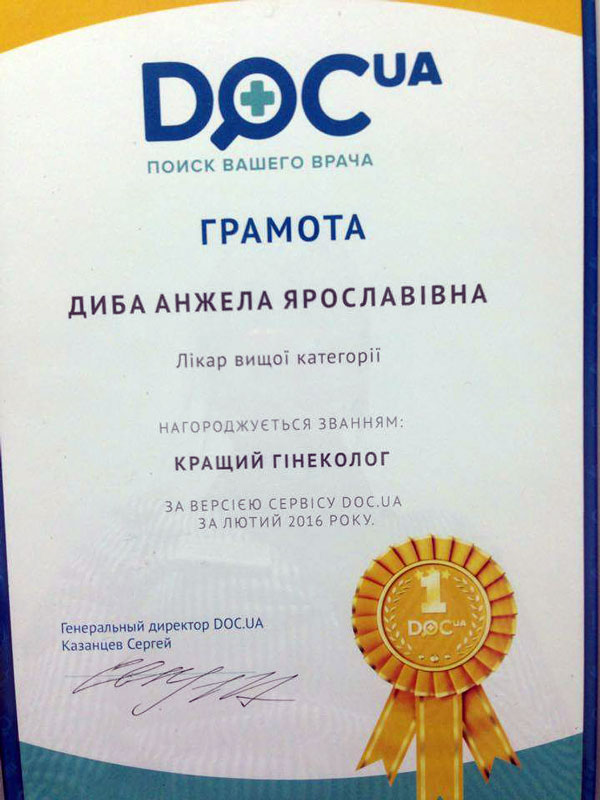 DOC UA
ПОИСК ВАШЕГО ВРАЧА
ГРАМОТА
ДИБА АНЖЕЛА ЯРОСЛАВІВНА
Лікар вищої категорії
НАГОРОДЖУЄТЬСЯ ЗВАННЯМ:
КРАЩИЙ ГІНЕКОЛОГ
ЗА ВЕРСІЄЮ СЕРВІСУ DOC.UA
ЗА ЛЮТИЙ 2016 РОКУ.
1
DOC UA
Генеральный директор DOC.UA
Казанцев Сергей